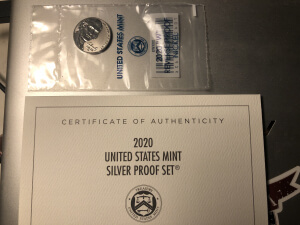 UNITED STATES MINT
CERTIFICATE OF AUTHENTICITY
2020
UNITED STATES MINT
SILVER PROOF SET®